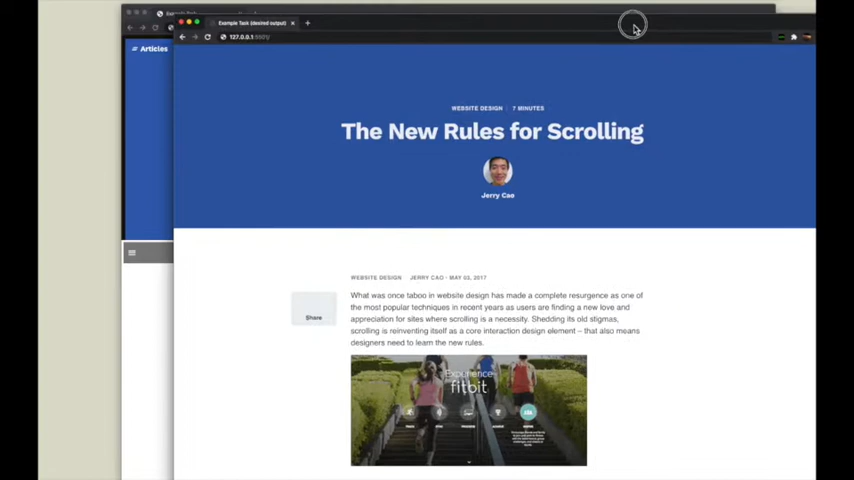 Example Task (desired output)
127.0.0.1:5501/
Articles
WEBSITE DESIGN | 7 MINUTES
The New Rules for Scrolling
Jerry Cao
WEBSITE DESIGN JERRY CAO · MAY 03, 2017
Share
What was once taboo in website design has made a complete resurgence as one of
the most popular techniques in recent years as users are finding a new love and
appreciation for sites where scrolling is a necessity. Shedding its old stigmas,
scrolling is reinventing itself as a core interaction design element – that also means
designers need to learn the new rules.
Experience
fitbit